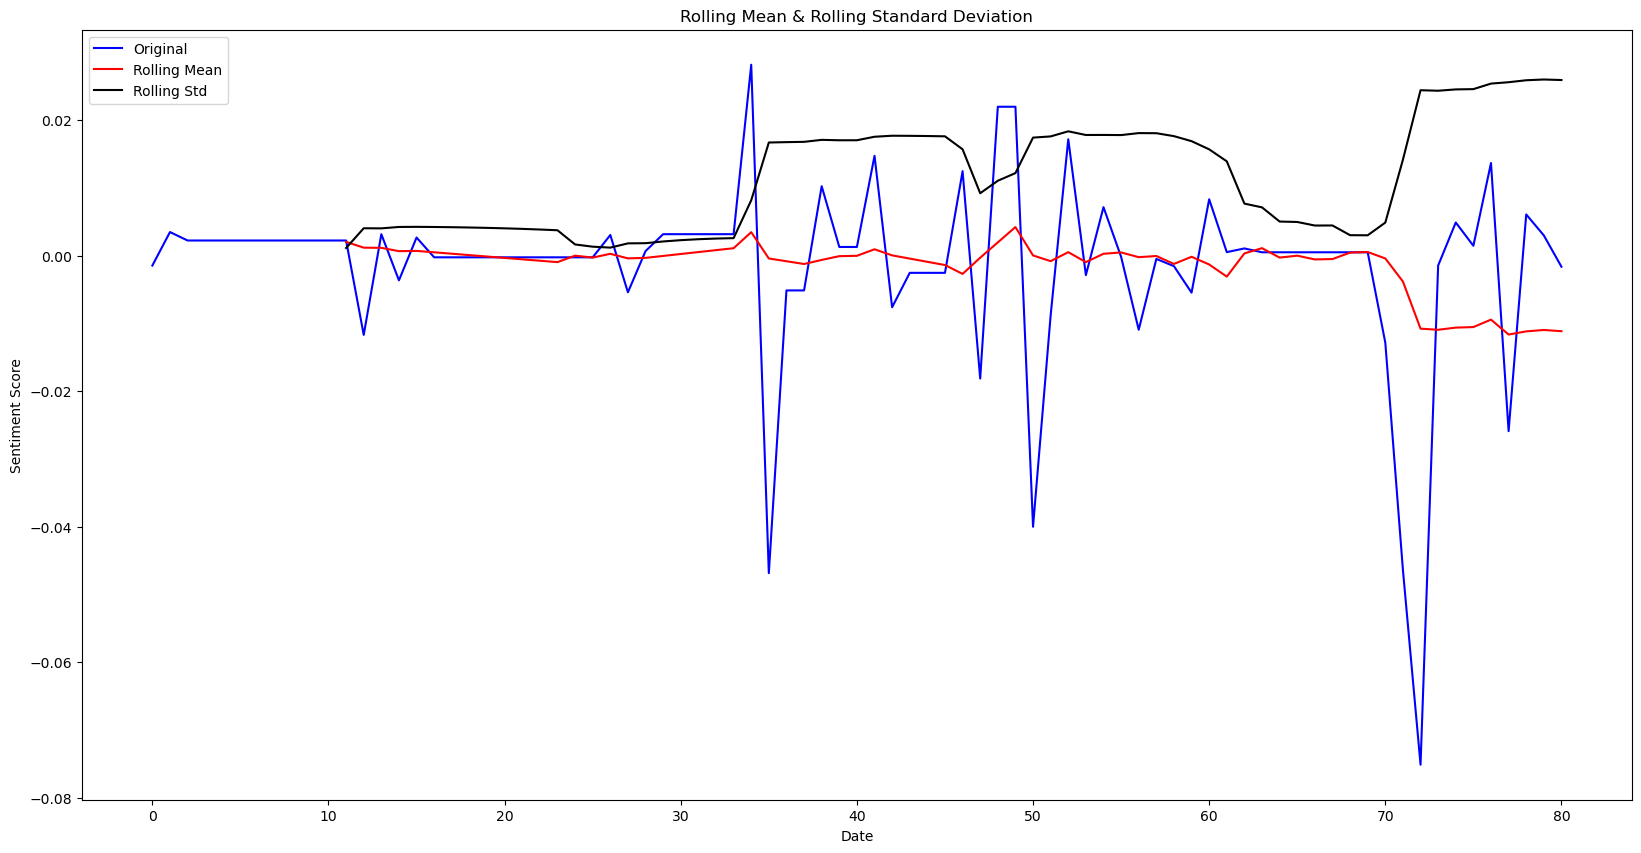 Rolling Mean & Rolling Standard Deviation
Original
Rolling Mean
Rolling Std
0.02
0.00
−0.02
−0.04
−0.06
−0.08
Sentiment Score
0 10 20 30 40 50 60 70 80
Date